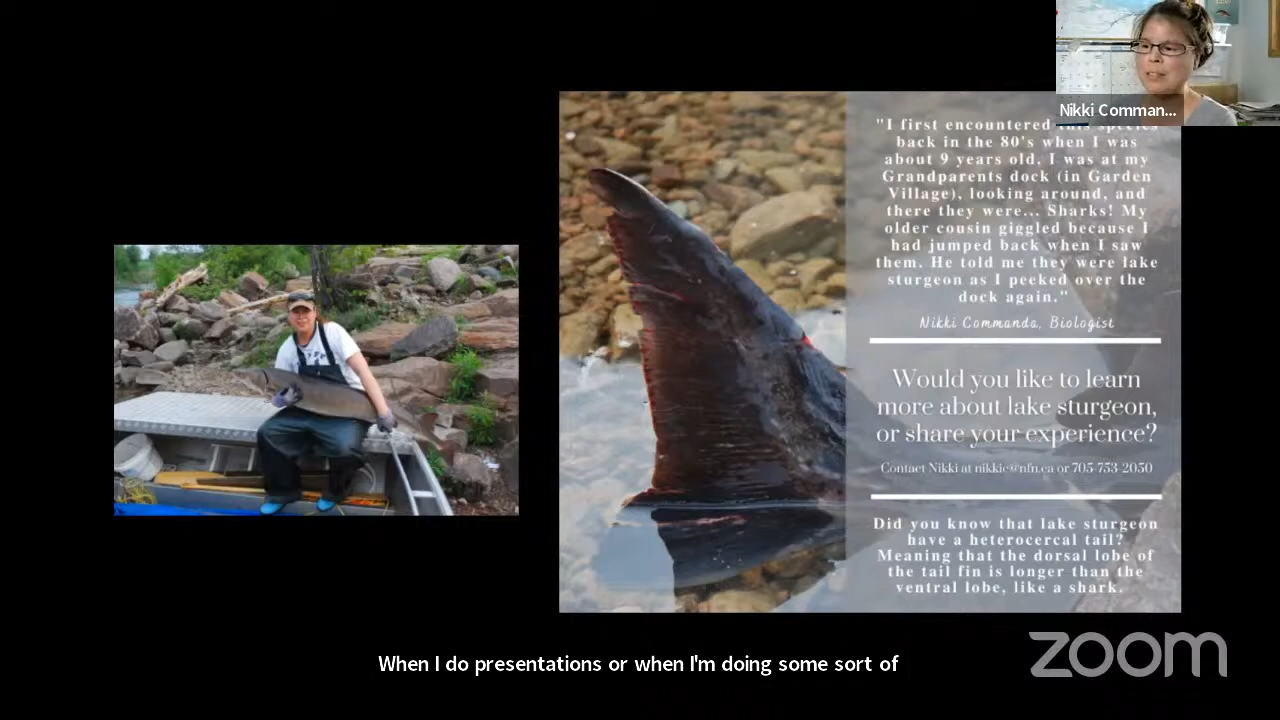 Nikki Comman...
"I first encountered this species
back in the 80's when I was
about 9 years old, I was at my
Grandparents dock (in Garden
Village), looking around, and
there they were... Sharks! My
older cousin giggled because I
had jumped back when I saw
them. He told me they were lake
sturgeon as I peeked over the
dock again."
Nikki Commanda, Biologist
Would you like to learn
more about lake sturgeon,
or share your experience?
Contact Nikki at nikkic@nfn.ca or 705-753-2050
Did you know that lake sturgeon
have a heterocercal tail?
Meaning that the dorsal lobe of
the tail fin is longer than the
ventral lobe, like a shark.
When I do presentations or when I'm doing some sort of
zoom